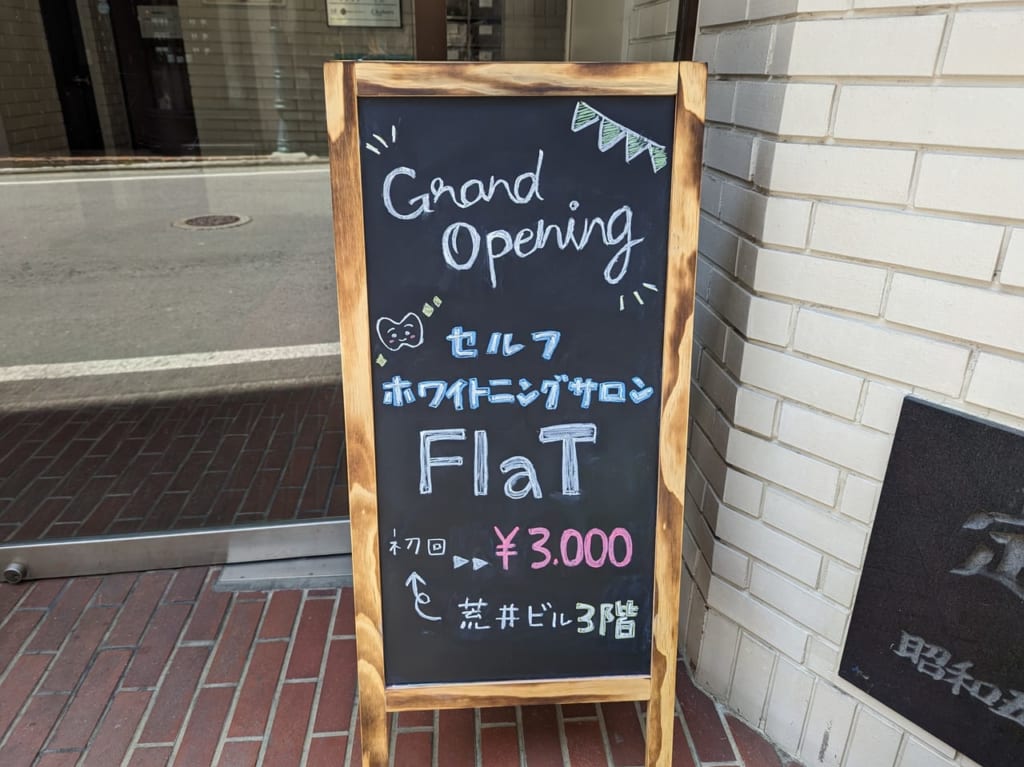 Grand
Opening
セルフ
ホワイトニングサロン
FlaT
初回 ▸▸ ¥3.000
荒井ビル3階
昭和